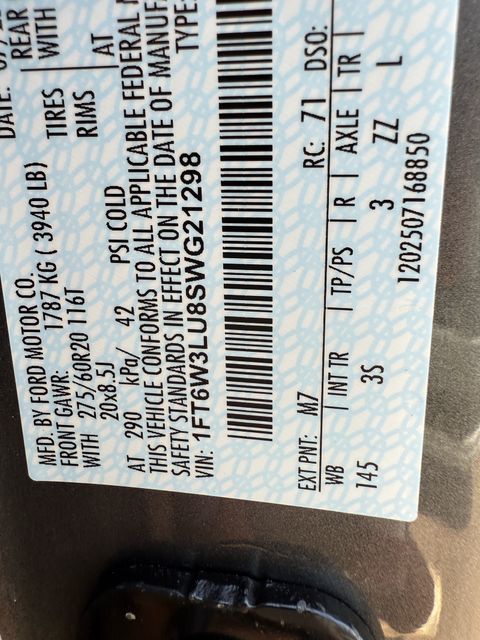 MFD. BY FORD MOTOR CO. DATE: 07/2
FRONT GAWR: 1787 KG ( 3940 LB) REAR
WITH 275/60R20 116T TIRES WITH
20x8.5J RIMS
AT 290 kPa/ 42 PSI COLD AT
THIS VEHICLE CONFORMS TO ALL APPLICABLE FEDERAL
SAFETY STANDARDS IN EFFECT ON THE DATE OF MANUF
VIN: 1FT6W3LU8SWG21298 TYPE:
EXT PNT: M7 RC: 71 DSO:
WB INT TR TP/PS R AXLE TR
145 3S 3 ZZ L
1202507168850